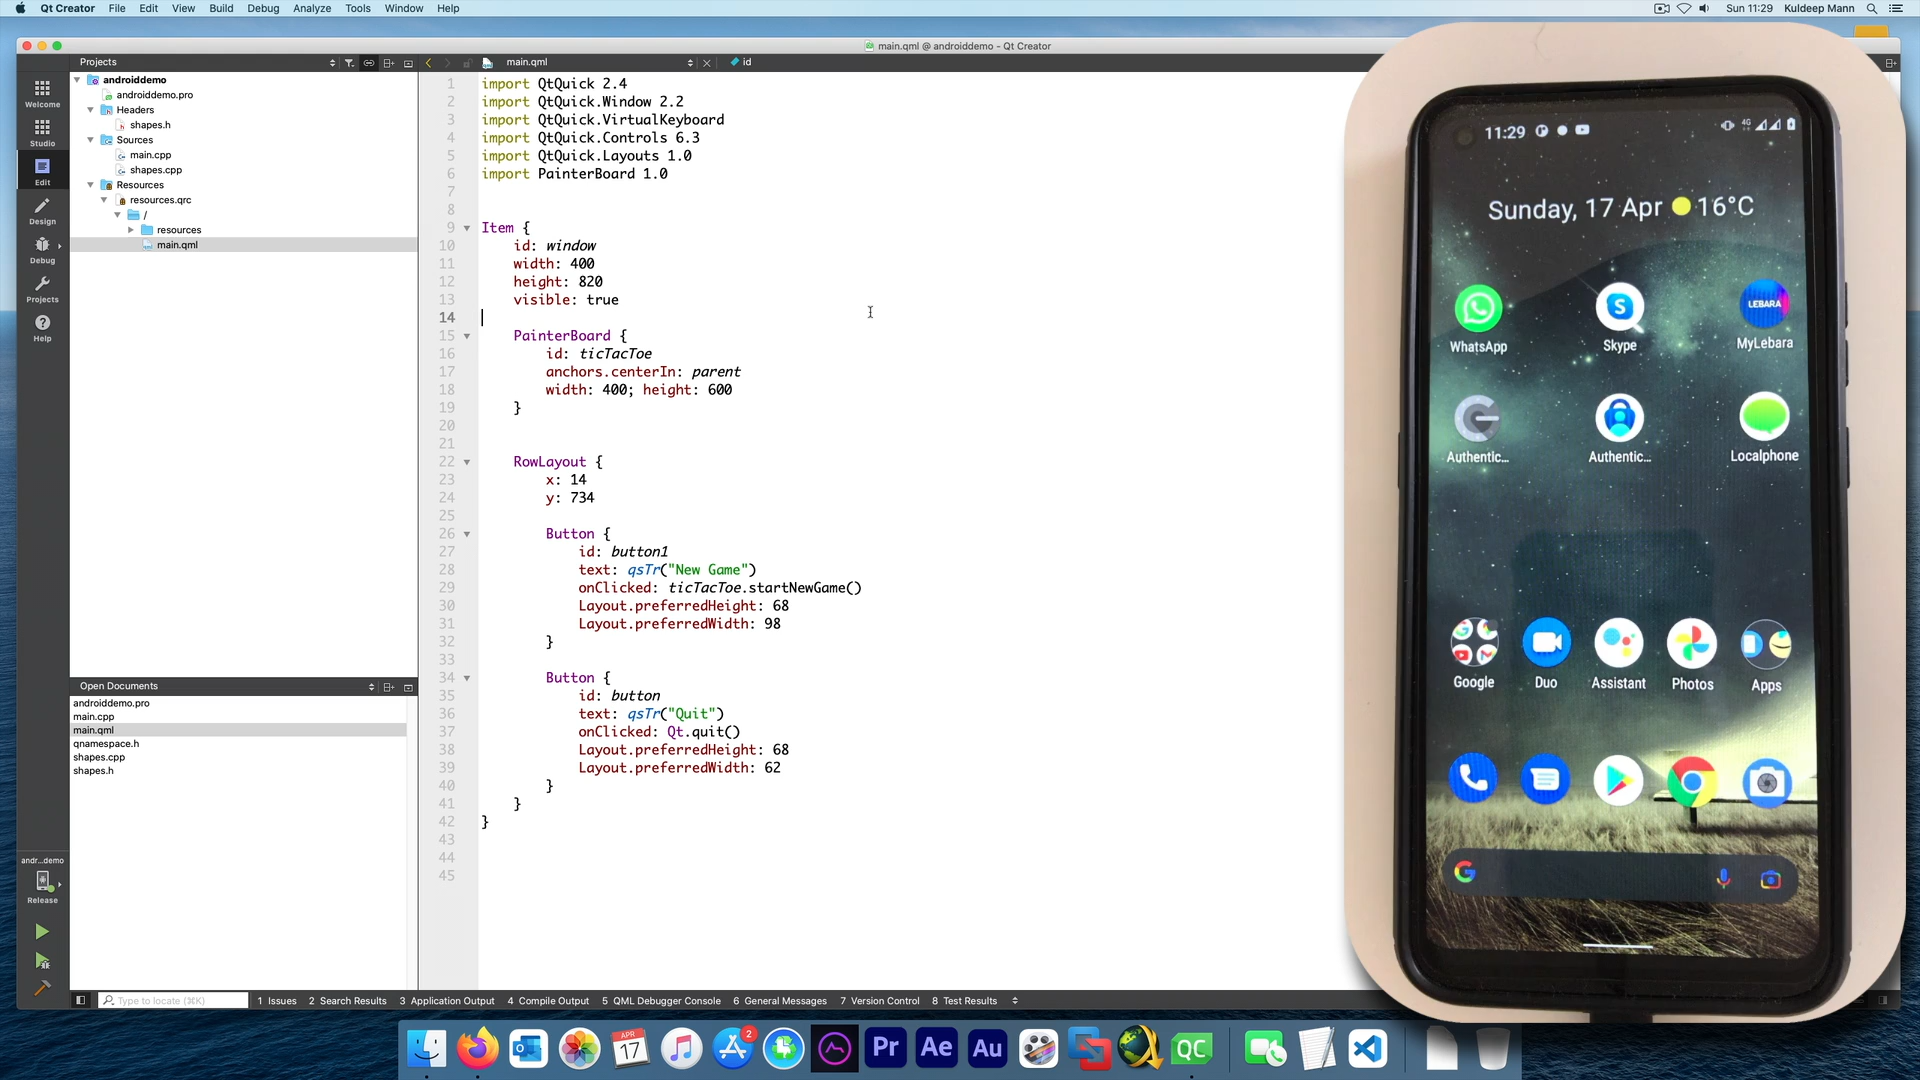 Qt Creator File Edit View Build Debug Analyze Tools Window Help
Sun 11:29 Kuldeep Mann
main.qml @ androiddemo - Qt Creator
Projects
main.qml
id
Welcome
Studio
Edit
Design
Debug
Projects
Help
androiddemo
androiddemo.pro
Headers
shapes.h
Sources
main.cpp
shapes.cpp
Resources
resources.qrc
/
resources
main.qml
1 import QtQuick 2.4
2 import QtQuick.Window 2.2
3 import QtQuick.VirtualKeyboard
4 import QtQuick.Controls 6.3
5 import QtQuick.Layouts 1.0
6 import PainterBoard 1.0
7
8
9 Item {
10 id: window
11 width: 400
12 height: 820
13 visible: true
14
15 PainterBoard {
16 id: ticTacToe
17 anchors.centerIn: parent
18 width: 400; height: 600
19 }
20
21
22 RowLayout {
23 x: 14
24 y: 734
25
26 Button {
27 id: button1
28 text: qsTr("New Game")
29 onClicked: ticTacToe.startNewGame()
30 Layout.preferredHeight: 68
31 Layout.preferredWidth: 98
32 }
33
34 Button {
35 id: button
36 text: qsTr("Quit")
37 onClicked: Qt.quit()
38 Layout.preferredHeight: 68
39 Layout.preferredWidth: 62
40 }
41 }
42 }
43
44
45
Open Documents
androiddemo.pro
main.cpp
main.qml
qnamespace.h
shapes.cpp
shapes.h
andr...demo
Release
Type to locate (⌘K)
1 Issues 2 Search Results 3 Application Output 4 Compile Output 5 QML Debugger Console 6 General Messages 7 Version Control 8 Test Results
11:29
4G
Sunday, 17 Apr 16°C
LEBARA
WhatsApp Skype MyLebara
Authentic... Authentic... Localphone
Google Duo Assistant Photos Apps
APR
17
2
Pr
Ae
Au
QC